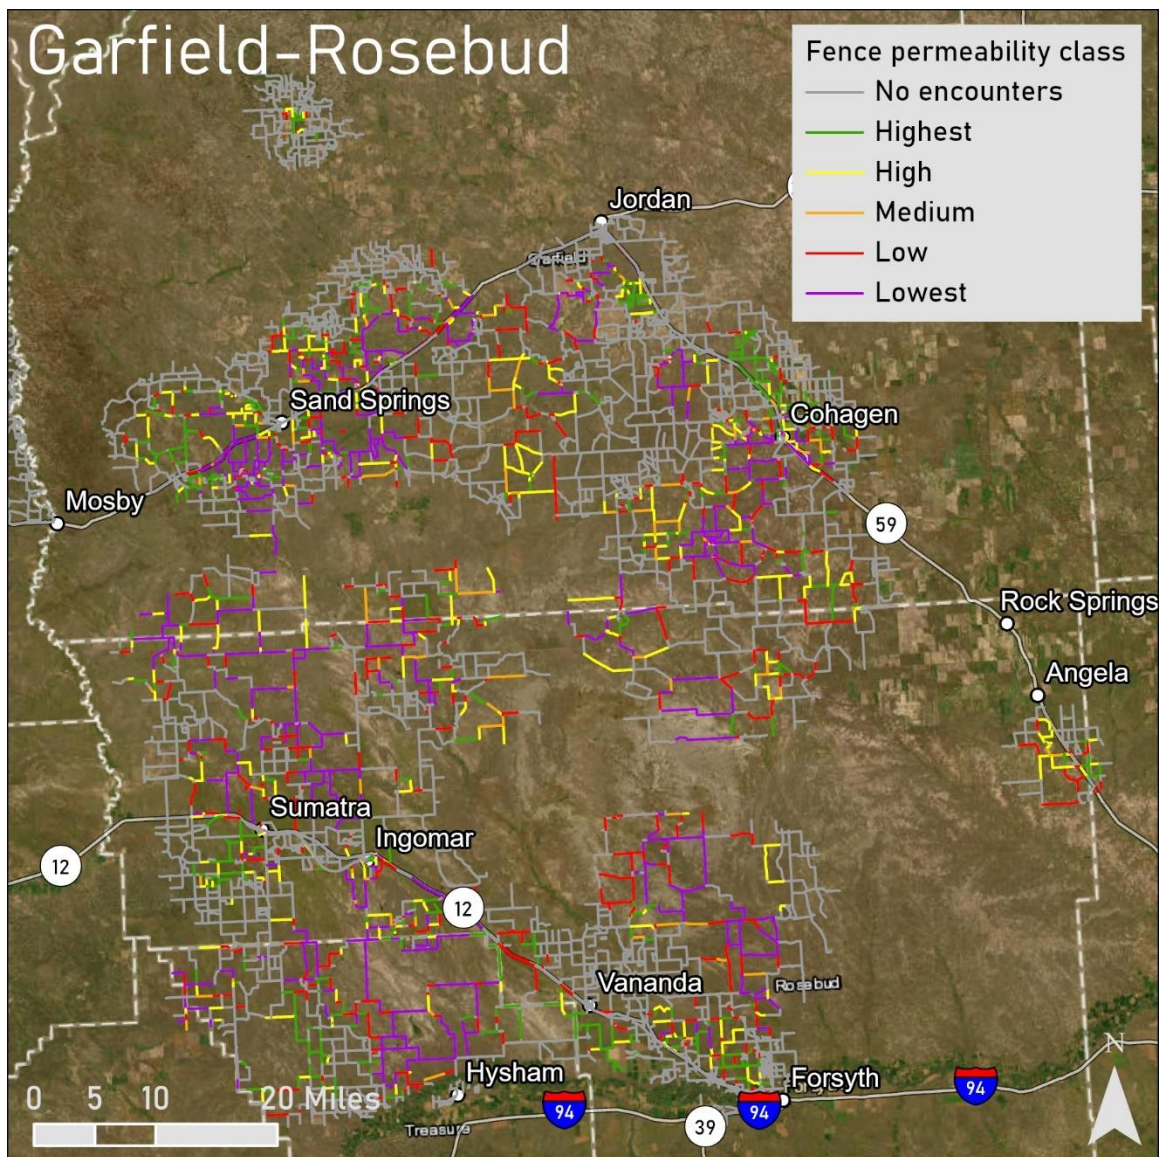 Garfield-Rosebud
Fence permeability class
No encounters
Highest
High
Medium
Low
Lowest
Jordan
Garfield
Sand Springs
Cohagen
Mosby
59
Rock Springs
Angela
Sumatra
Ingomar
12
12
Vananda
Rosebud
N
Hysham
Forsyth
0 5 10 20 Miles
94
94
94
Treasure
39